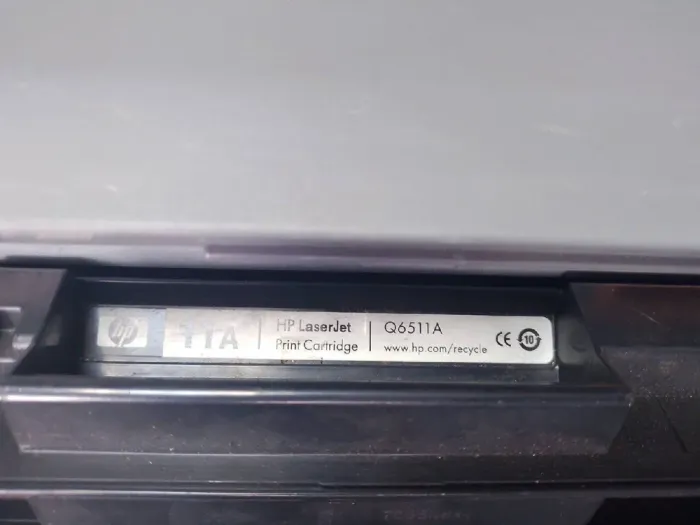 hp 11A HP LaserJet Q6511A
Print Cartridge www.hp.com/recycle CE 10